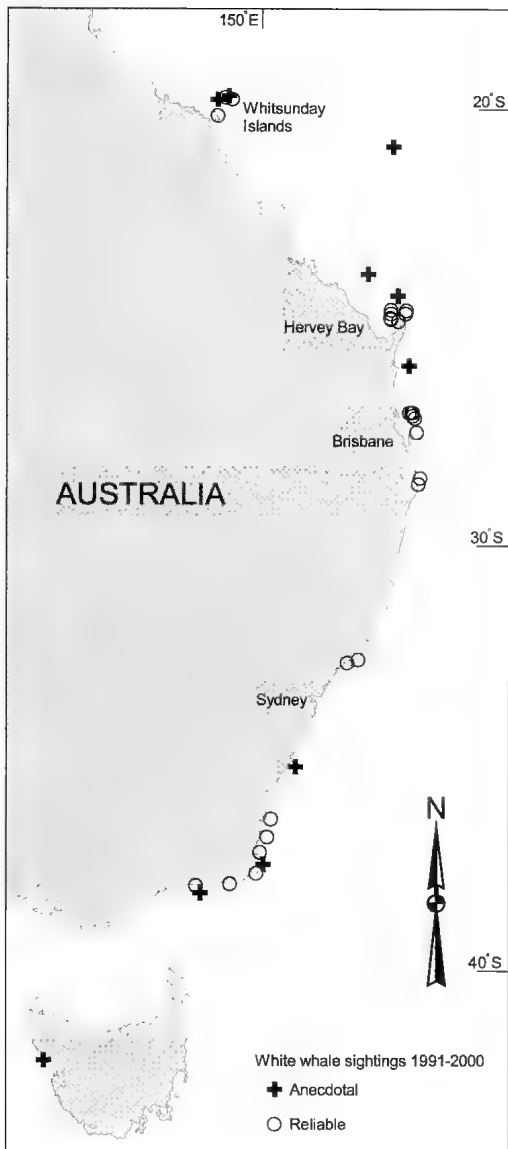 150°E
20°S
Whitsunday
Islands
Hervey Bay
Brisbane
AUSTRALIA
30°S
Sydney
N
40°S
White whale sightings 1991-2000
Anecdotal
Reliable